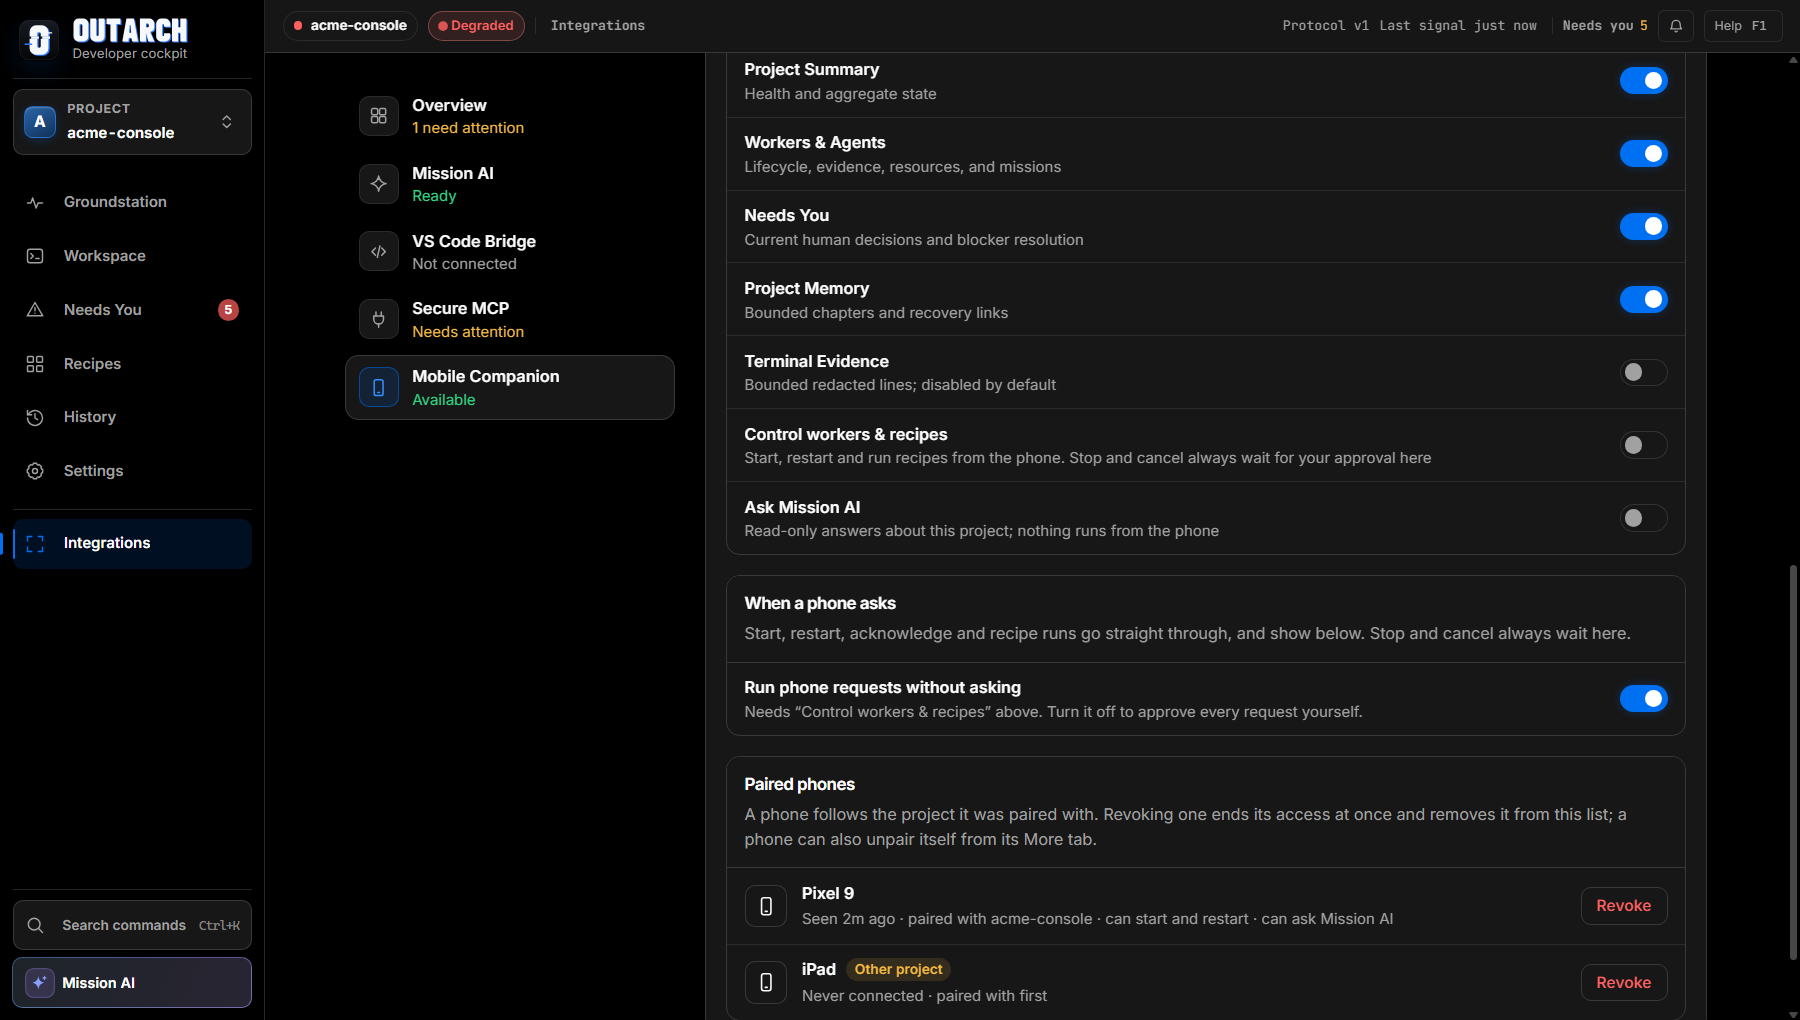 OUTARCH
Developer cockpit
A
PROJECT
acme-console
Groundstation
Workspace
Needs You
5
Recipes
History
Settings
Integrations
Search commands
Ctrl+K
Mission AI
acme-console
Degraded
Integrations
Protocol v1
Last signal just now
Needs you 5
Help F1
Overview
1 need attention
Mission AI
Ready
VS Code Bridge
Not connected
Secure MCP
Needs attention
Mobile Companion
Available
Project Summary
Health and aggregate state
Workers & Agents
Lifecycle, evidence, resources, and missions
Needs You
Current human decisions and blocker resolution
Project Memory
Bounded chapters and recovery links
Terminal Evidence
Bounded redacted lines; disabled by default
Control workers & recipes
Start, restart and run recipes from the phone. Stop and cancel always wait for your approval here
Ask Mission AI
Read-only answers about this project; nothing runs from the phone
When a phone asks
Start, restart, acknowledge and recipe runs go straight through, and show below. Stop and cancel always wait here.
Run phone requests without asking
Needs “Control workers & recipes” above. Turn it off to approve every request yourself.
Paired phones
A phone follows the project it was paired with. Revoking one ends its access at once and removes it from this list; a
phone can also unpair itself from its More tab.
Pixel 9
Seen 2m ago · paired with acme-console · can start and restart · can ask Mission AI
Revoke
iPad
Other project
Never connected · paired with first
Revoke